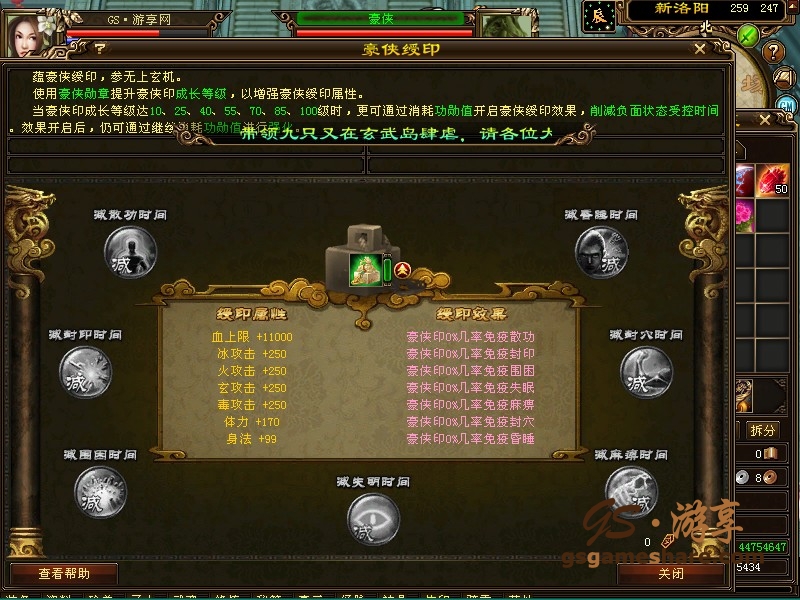 GS·游享网
豪侠
辰
新洛阳 259 247
北
?
豪侠绶印
蕴豪侠绶印，参无上玄机。
使用豪侠勋章提升豪侠印成长等级，以增强豪侠绶印属性。
当豪侠印成长等级达10、25、40、55、70、85、100级时，更可通过消耗功勋值开启豪侠绶印效果，削减负面状态受控时间
。效果开启后，仍可通过继续消耗功勋值进行强化。
带领九只又在玄武岛肆虐，请各位大
50
减散功时间
减昏睡时间
减
减
绶印属性
绶印效果
减封印时间
减封穴时间
减
减
血上限 +11000
冰攻击 +250
火攻击 +250
玄攻击 +250
毒攻击 +250
体力 +170
身法 +99
豪侠印0%几率免疫散功
豪侠印0%几率免疫封印
豪侠印0%几率免疫围困
豪侠印0%几率免疫失眠
豪侠印0%几率免疫麻痹
豪侠印0%几率免疫封穴
豪侠印0%几率免疫昏睡
拆分
减围困时间
减麻痹时间
0
8
减
减
减失明时间
减
GS·游享
gsgameshare.com
0
44754647
5434
查看帮助
关闭